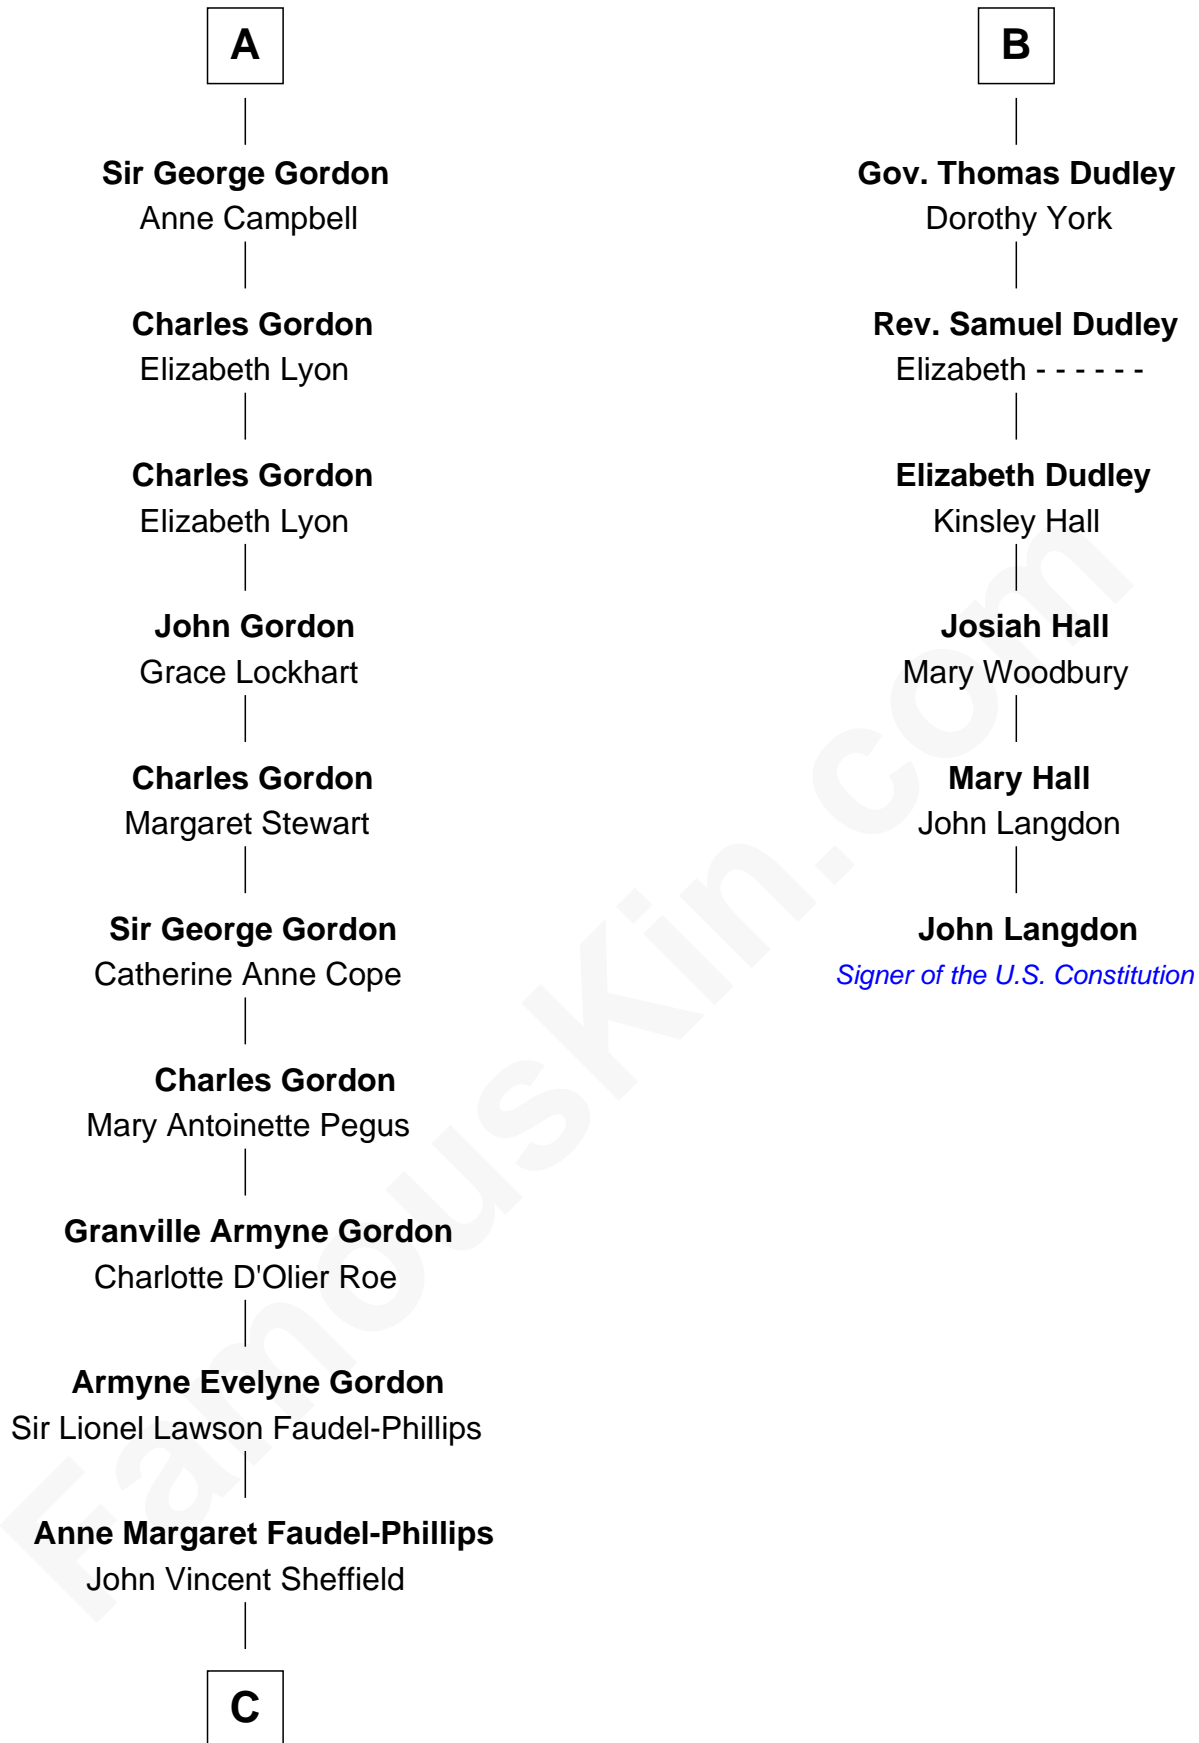 A
Sir George Gordon
Anne Campbell
Charles Gordon
Elizabeth Lyon
Charles Gordon
Elizabeth Lyon
John Gordon
Grace Lockhart
Charles Gordon
Margaret Stewart
Sir George Gordon
Catherine Anne Cope
Charles Gordon
Mary Antoinette Pegus
Granville Armyne Gordon
Charlotte D'Olier Roe
Armyne Evelyne Gordon
Sir Lionel Lawson Faudel-Phillips
Anne Margaret Faudel-Phillips
John Vincent Sheffield
C
B
Gov. Thomas Dudley
Dorothy York
Rev. Samuel Dudley
Elizabeth - - - - - -
Elizabeth Dudley
Kinsley Hall
Josiah Hall
Mary Woodbury
Mary Hall
John Langdon
John Langdon
Signer of the U.S. Constitution
FamousKin.com